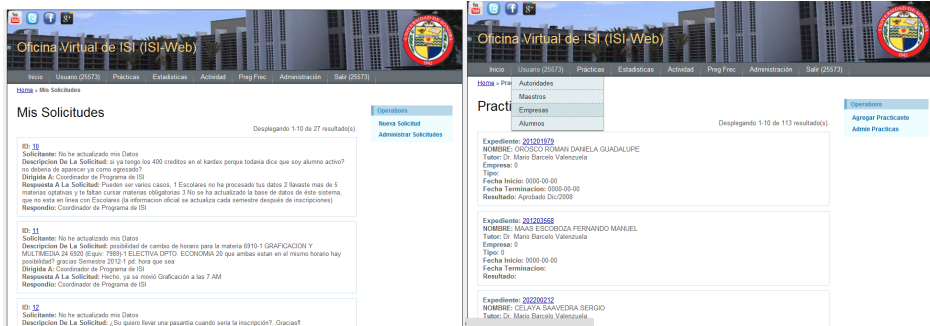 Oficina Virtual de ISI (ISI-Web)
Inicio Usuario (25573) Prácticas Estadisticas Actividad Preg Frec Administración Salir (25573)
Home » Mis Solicitudes
Mis Solicitudes
Desplegando 1-10 de 27 resultado(s).
ID: 10
Solicitante: No he actualizado mis Datos
Descripcion De La Solicitud: si ya tengo los 400 creditos en el kardex porque todavia dice que soy alumno activo?
no deberia de aparecer ya como egresado?
Dirigida A: Coordinador de Programa de ISI
Respuesta A La Solicitud: Pueden ser varios casos, 1 Escolares no ha procesado tus datos 2 llavaste mas de 5
materias optativas y te faltan cursar materias obligatorias 3 No se ha actualizado la base de datos de éste sistema,
que no esta en linea con Escolares (la informacion oficial se actualiza cada semestre después de inscripciones)
Respondio: Coordinador de Programa de ISI
ID: 11
Solicitante: No he actualizado mis Datos
Descripcion De La Solicitud: posibilidad de cambio de horario para la materia 6910-1 GRAFICACION Y
MULTIMEDIA 24 6920 (Equiv: 7989)-1 ELECTIVA DPTO. ECONOMIA 20 que ambas estan en el mismo horario hay
posibilidad? gracias Semestre 2012-1 pd: hora que sea
Dirigida A: Coordinador de Programa de ISI
Respuesta A La Solicitud: Hecho, ya se movió Graficación a las 7 AM
Respondio: Coordinador de Programa de ISI
ID: 12
Solicitante: No he actualizado mis Datos
Descripcion De La Solicitud: ¿Su quiero llevar una pasantia cuando seria la inscripción?..Gracias!!
Operations
Nueva Solicitud
Administrar Solicitudes
Oficina Virtual de ISI (ISI-Web)
Inicio Usuario (25573) Prácticas Estadisticas Actividad Preg Frec Administración Salir (25573)
Home » Pra
Autoridades
Maestros
Empresas
Alumnos
Practi
Desplegando 1-10 de 113 resultado(s).
Expediente: 201201979
NOMBRE: OROSCO ROMAN DANIELA GUADALUPE
Tutor: Dr. Mario Barcelo Valenzuela
Empresa: 0
Tipo:
Fecha Inicio: 0000-00-00
Fecha Terminacion: 0000-00-00
Resultado: Aprobado Dic/2008
Expediente: 201203568
NOMBRE: MAAS ESCOBOZA FERNANDO MANUEL
Tutor: Dr. Mario Barcelo Valenzuela
Empresa: 0
Tipo: 0
Fecha Inicio: 0000-00-00
Fecha Terminacion:
Resultado:
Expediente: 202200212
NOMBRE: CELAYA SAAVEDRA SERGIO
Tutor: Dr. Mario Barcelo Valenzuela
Operations
Agregar Practicante
Admin Practicas